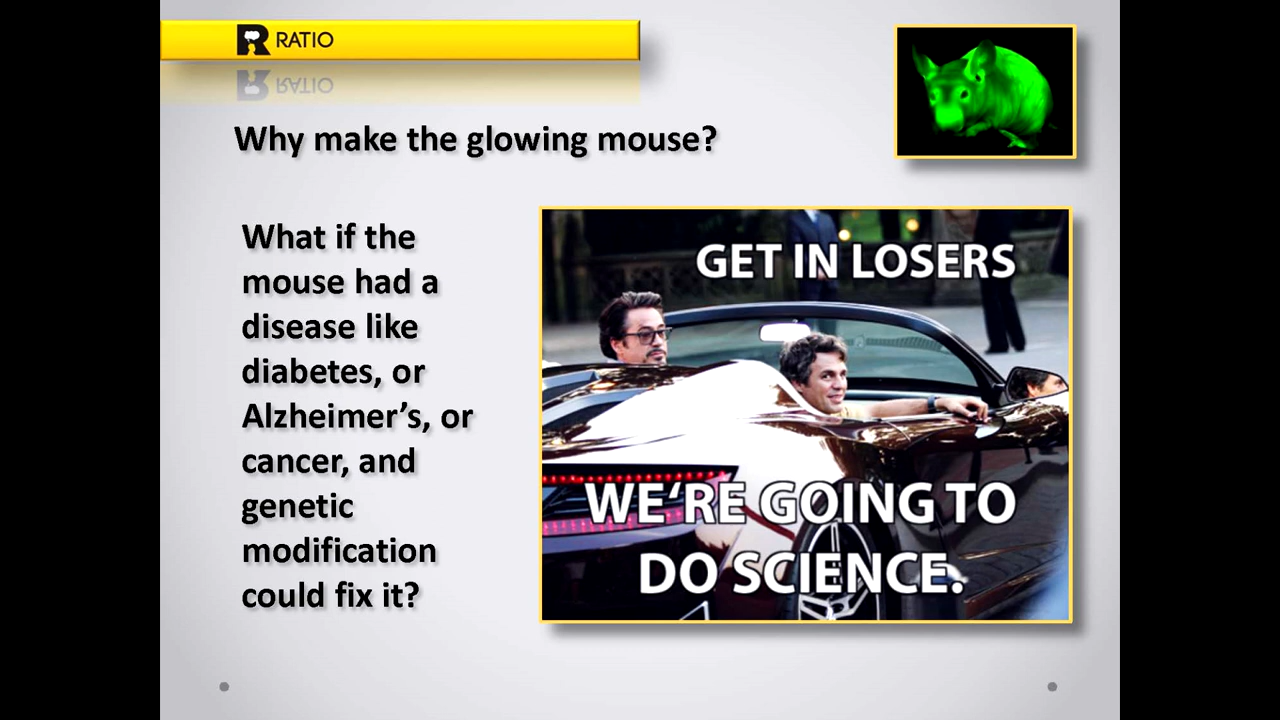 RATIO
Why make the glowing mouse?
What if the
mouse had a
disease like
diabetes, or
Alzheimer’s, or
cancer, and
genetic
modification
could fix it?
GET IN LOSERS
WE‘RE GOING TO
DO SCIENCE.